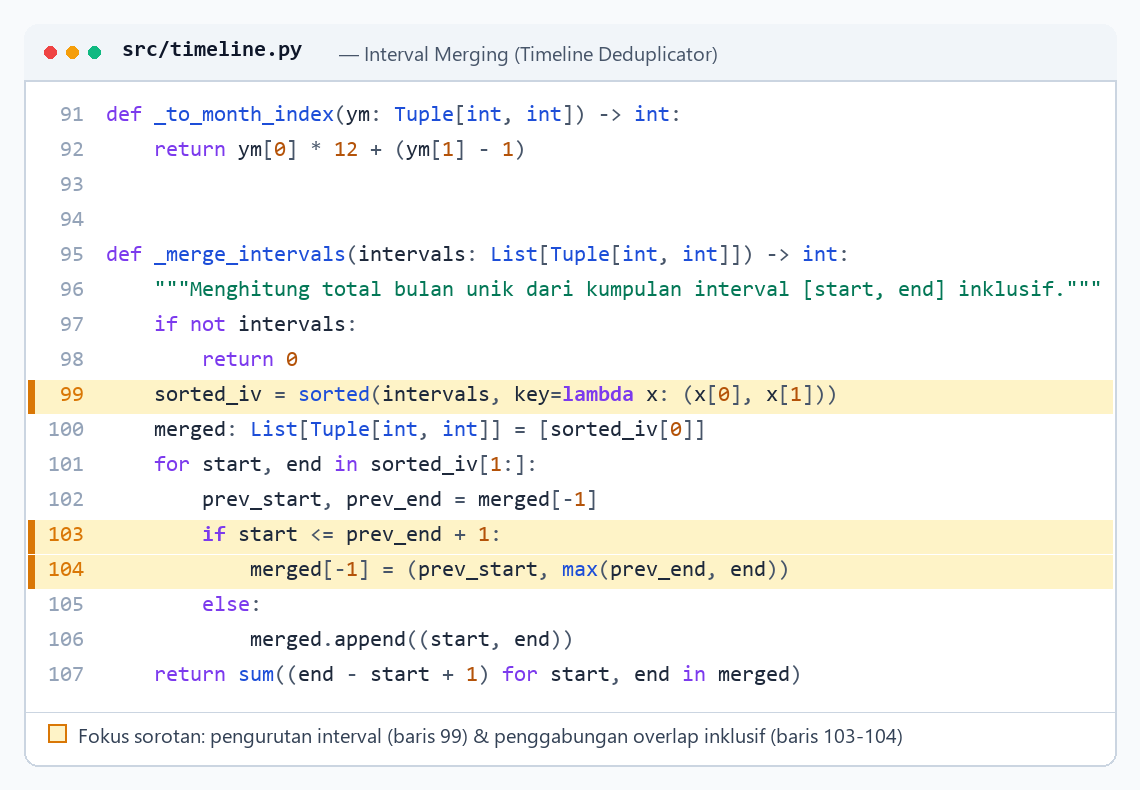 src/timeline.py — Interval Merging (Timeline Deduplicator)
91 def _to_month_index(ym: Tuple[int, int]) -> int:
92     return ym[0] * 12 + (ym[1] - 1)
93
94
95 def _merge_intervals(intervals: List[Tuple[int, int]]) -> int:
96     """Menghitung total bulan unik dari kumpulan interval [start, end] inklusif."""
97     if not intervals:
98         return 0
99     sorted_iv = sorted(intervals, key=lambda x: (x[0], x[1]))
100     merged: List[Tuple[int, int]] = [sorted_iv[0]]
101     for start, end in sorted_iv[1:]:
102         prev_start, prev_end = merged[-1]
103         if start <= prev_end + 1:
104             merged[-1] = (prev_start, max(prev_end, end))
105         else:
106             merged.append((start, end))
107     return sum((end - start + 1) for start, end in merged)
Fokus sorotan: pengurutan interval (baris 99) & penggabungan overlap inklusif (baris 103-104)